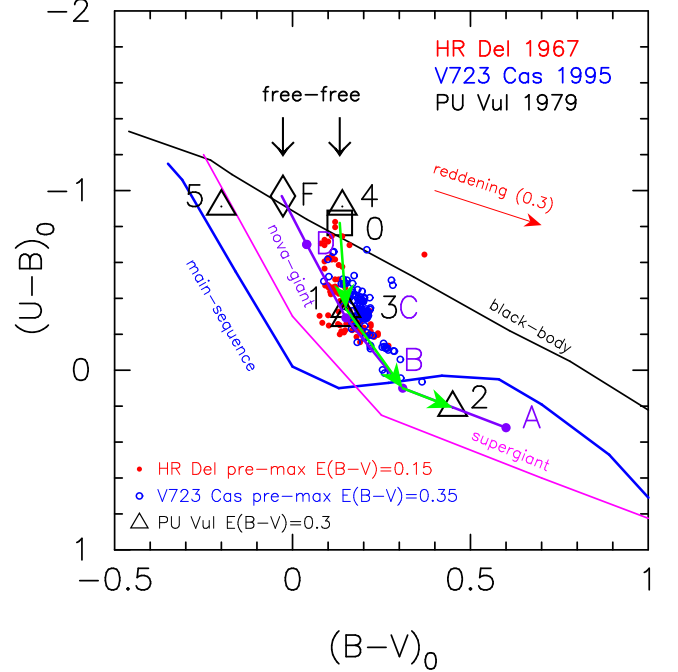 −2
HR Del 1967
V723 Cas 1995
PU Vul 1979
free−free
reddening (0.3)
−1
5
F
4
0
D
nova−giant
main−sequence
1
3
C
black−body
B
0
2
A
supergiant
HR Del pre−max E(B−V)=0.15
V723 Cas pre−max E(B−V)=0.35
PU Vul E(B−V)=0.3
1
−0.5
0
0.5
1
(U−B)0
(B−V)0